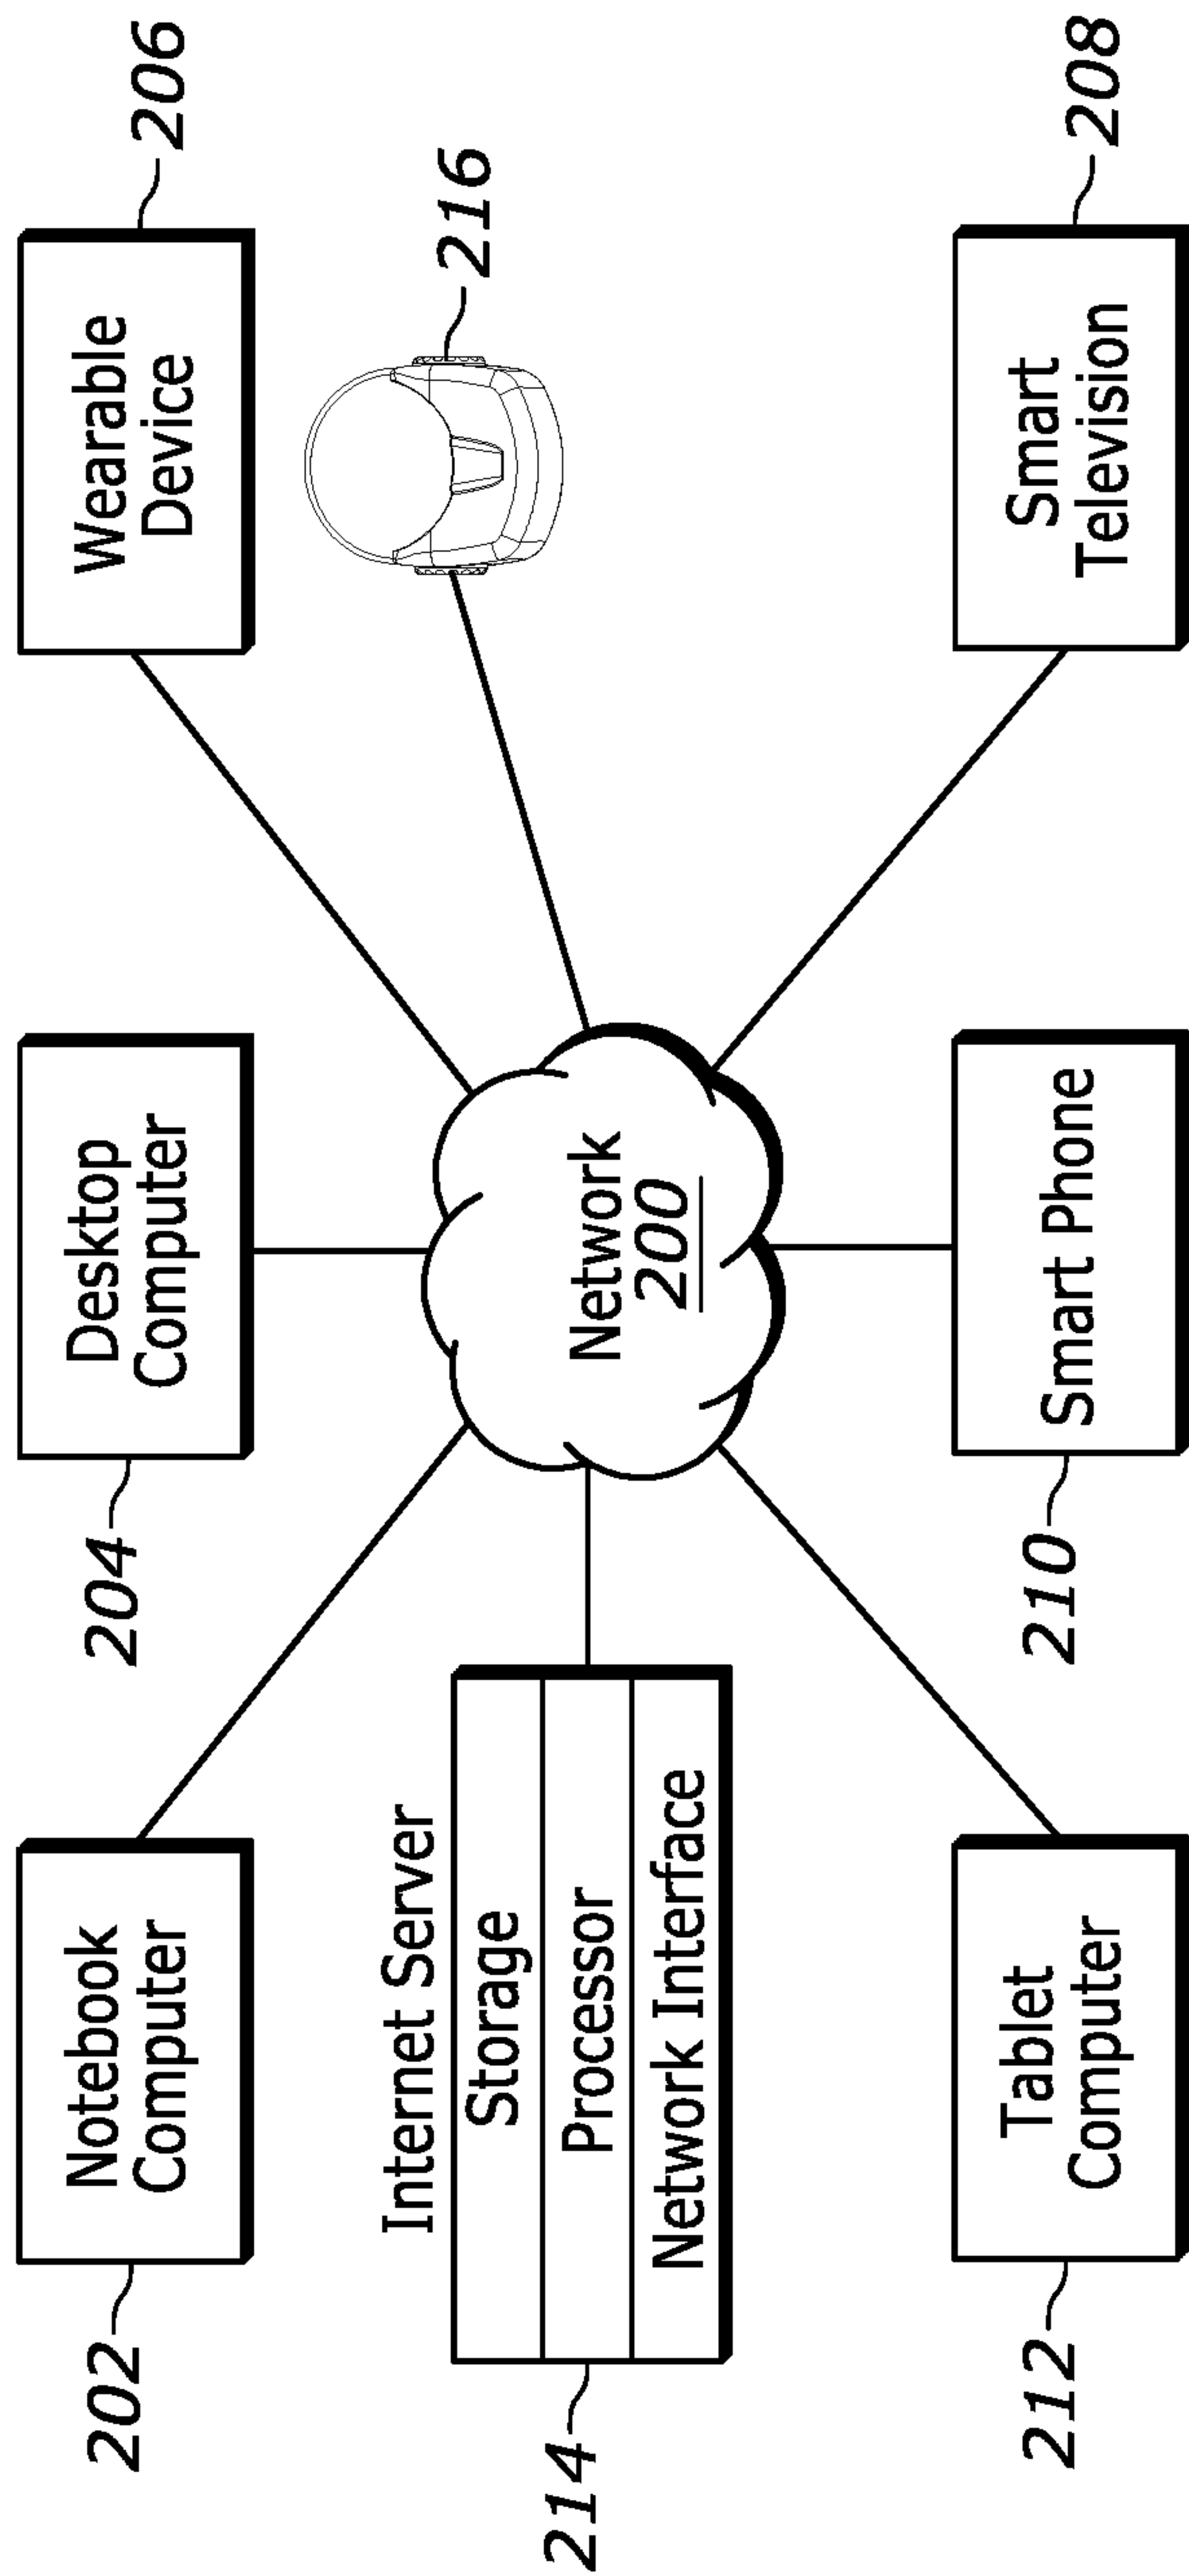 202
Notebook
Computer
204
Desktop
Computer
Wearable
Device
206
216
Internet Server
Storage
Processor
Network Interface
214
Network
200
212
Tablet
Computer
210
Smart Phone
Smart
Television
208